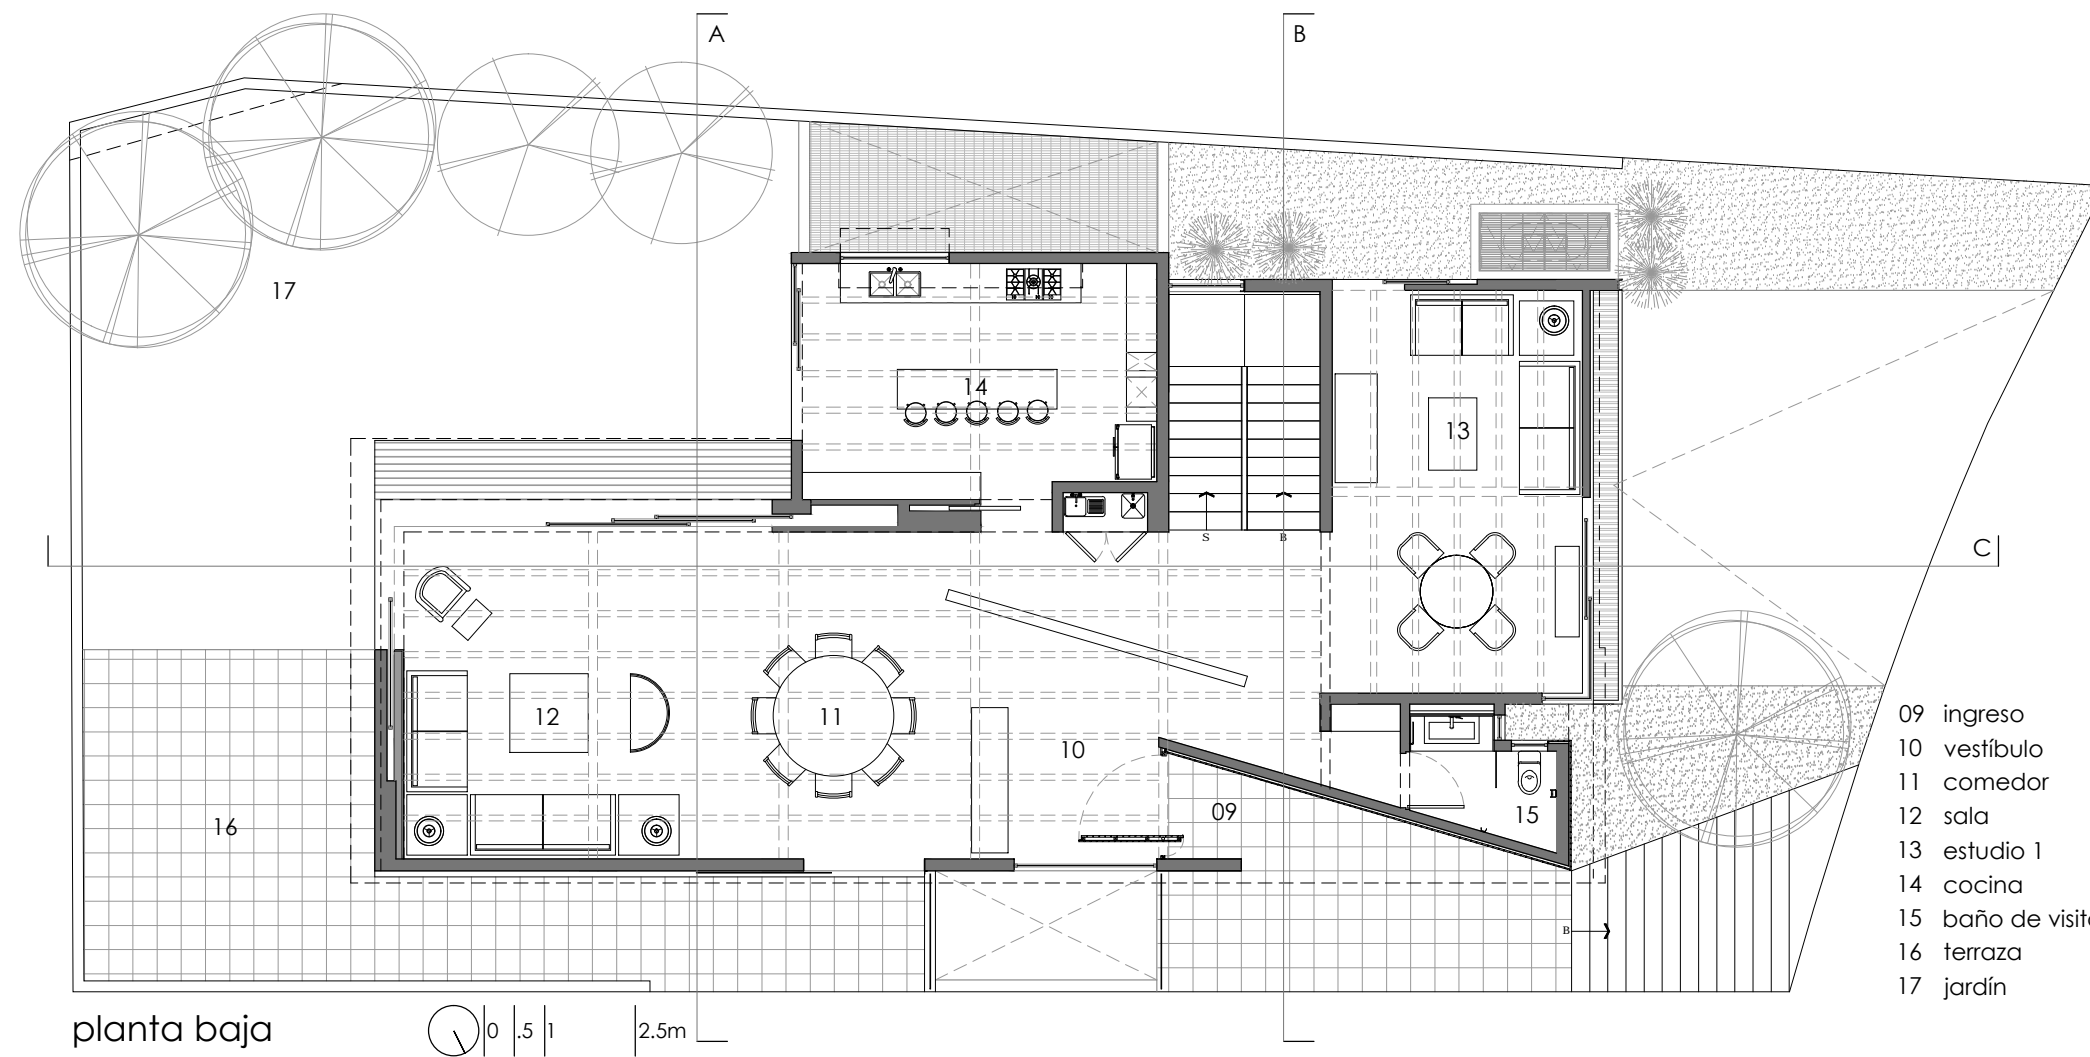 A
B
17
14
13
S
B
C
12
11
10
09
15
16
B
09 ingreso
10 vestíbulo
11 comedor
12 sala
13 estudio 1
14 cocina
15 baño de visit
16 terraza
17 jardín
planta baja
0 .5 1 2.5m